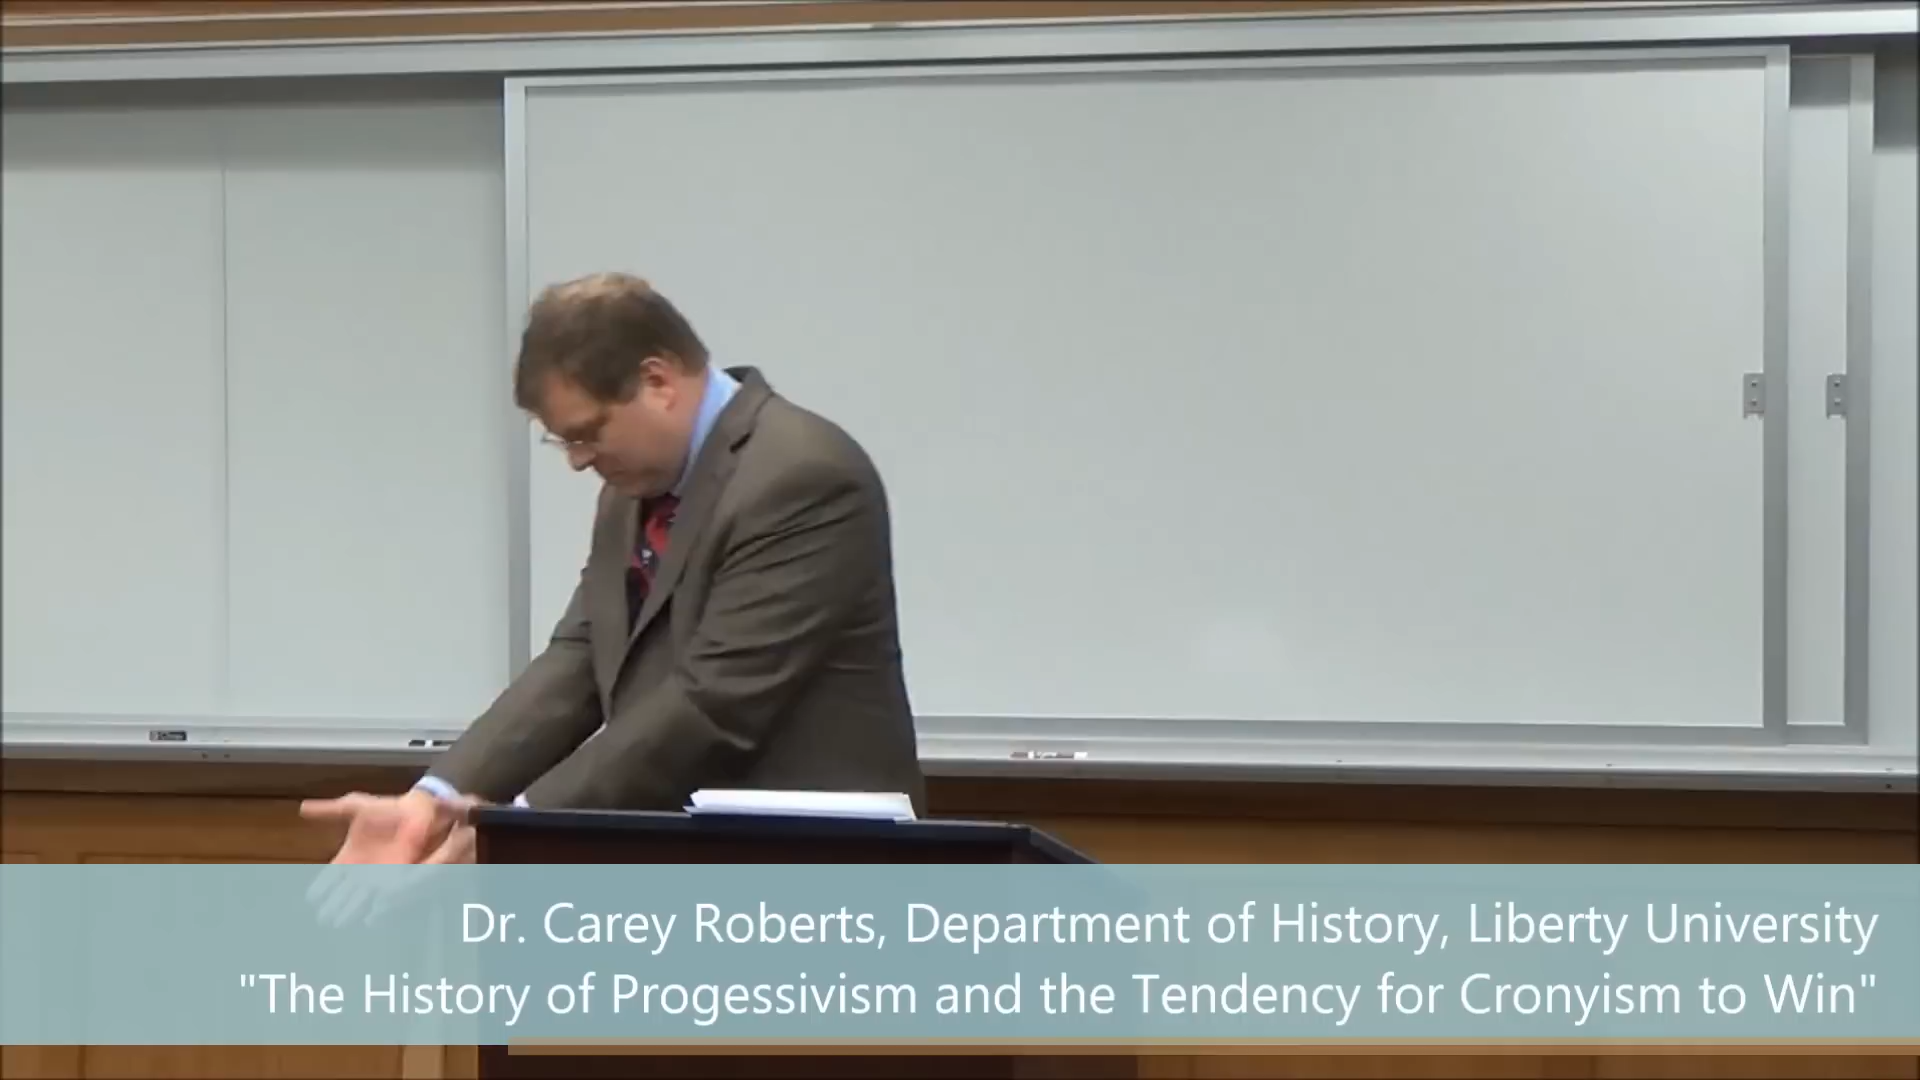 Dr. Carey Roberts, Department of History, Liberty University
"The History of Progessivism and the Tendency for Cronyism to Win"